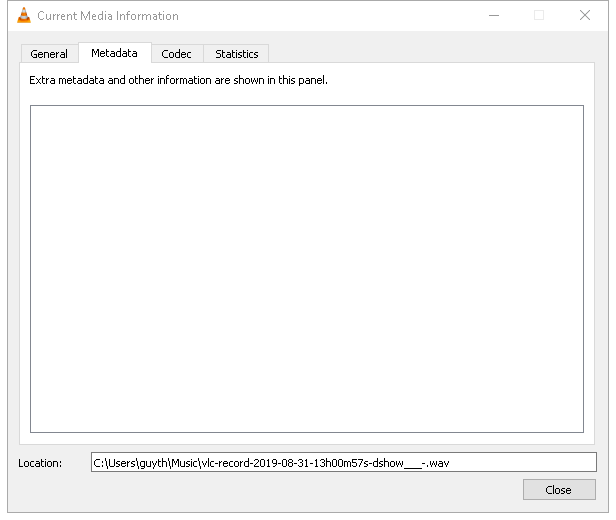 Current Media Information
General Metadata Codec Statistics
Extra metadata and other information are shown in this panel.
Location: C:\Users\guyth\Music\vlc-record-2019-08-31-13h00m57s-dshow___-.wav
Close